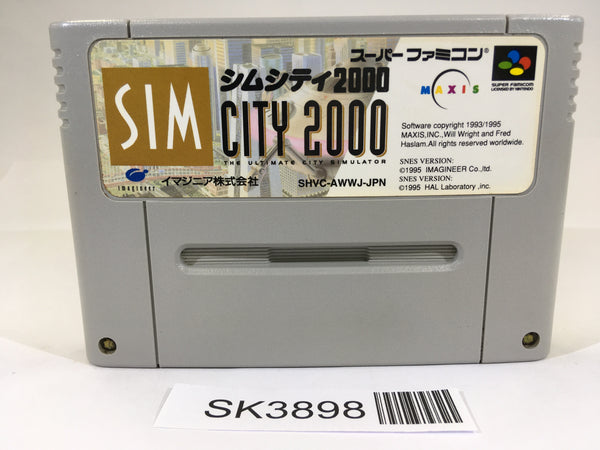 スーパーファミコン®
SIM
シムシティ2000
CITY 2000
THE ULTIMATE CITY SIMULATOR
MAXIS
SUPER FAMICOM
LICENSED BY NINTENDO
Software copyright 1993/1995
MAXIS,INC.,Will Wright and Fred
Haslam.All rights reserved worldwide.
SNES VERSION:
©1995 IMAGINEER Co.,ltd.
SNES VERSION:
©1995 HAL Laboratory ,inc.
imagineer
イマジニア株式会社
SHVC-AWWJ-JPN
SK3898